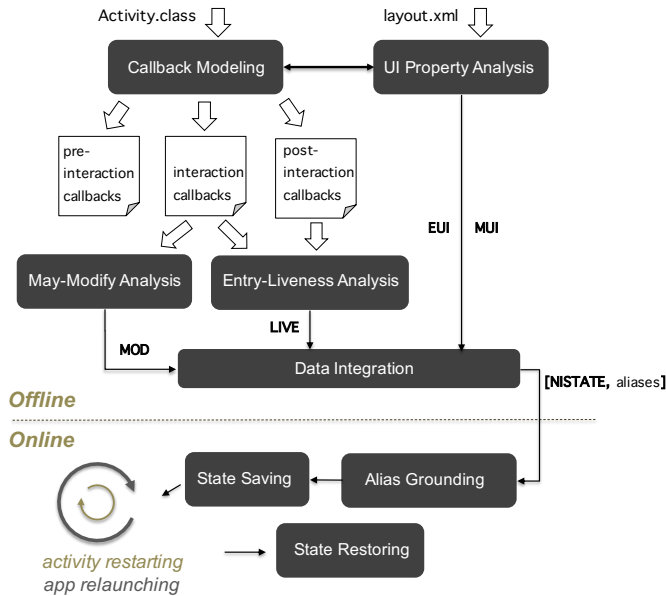 Activity.class
layout.xml
Callback Modeling
UI Property Analysis
pre-
interaction
callbacks
interaction
callbacks
post-
interaction
callbacks
EUI
MUI
May-Modify Analysis
Entry-Liveness Analysis
LIVE
MOD
Data Integration
[NISTATE, aliases]
Offline
Online
State Saving
Alias Grounding
State Restoring
activity restarting
app relaunching